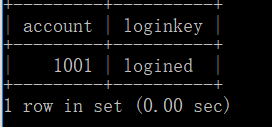 +---------+----------+
| account | loginkey |
+---------+----------+
|    1001 | logined  |
+---------+----------+
1 row in set (0.00 sec)